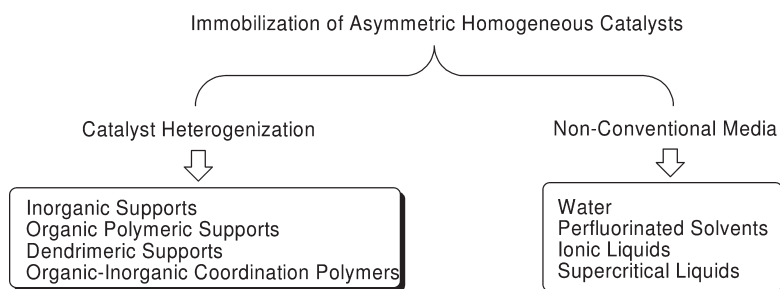 Immobilization of Asymmetric Homogeneous Catalysts
Catalyst Heterogenization
Non-Conventional Media
Inorganic Supports
Organic Polymeric Supports
Dendrimeric Supports
Organic-Inorganic Coordination Polymers
Water
Perfluorinated Solvents
Ionic Liquids
Supercritical Liquids